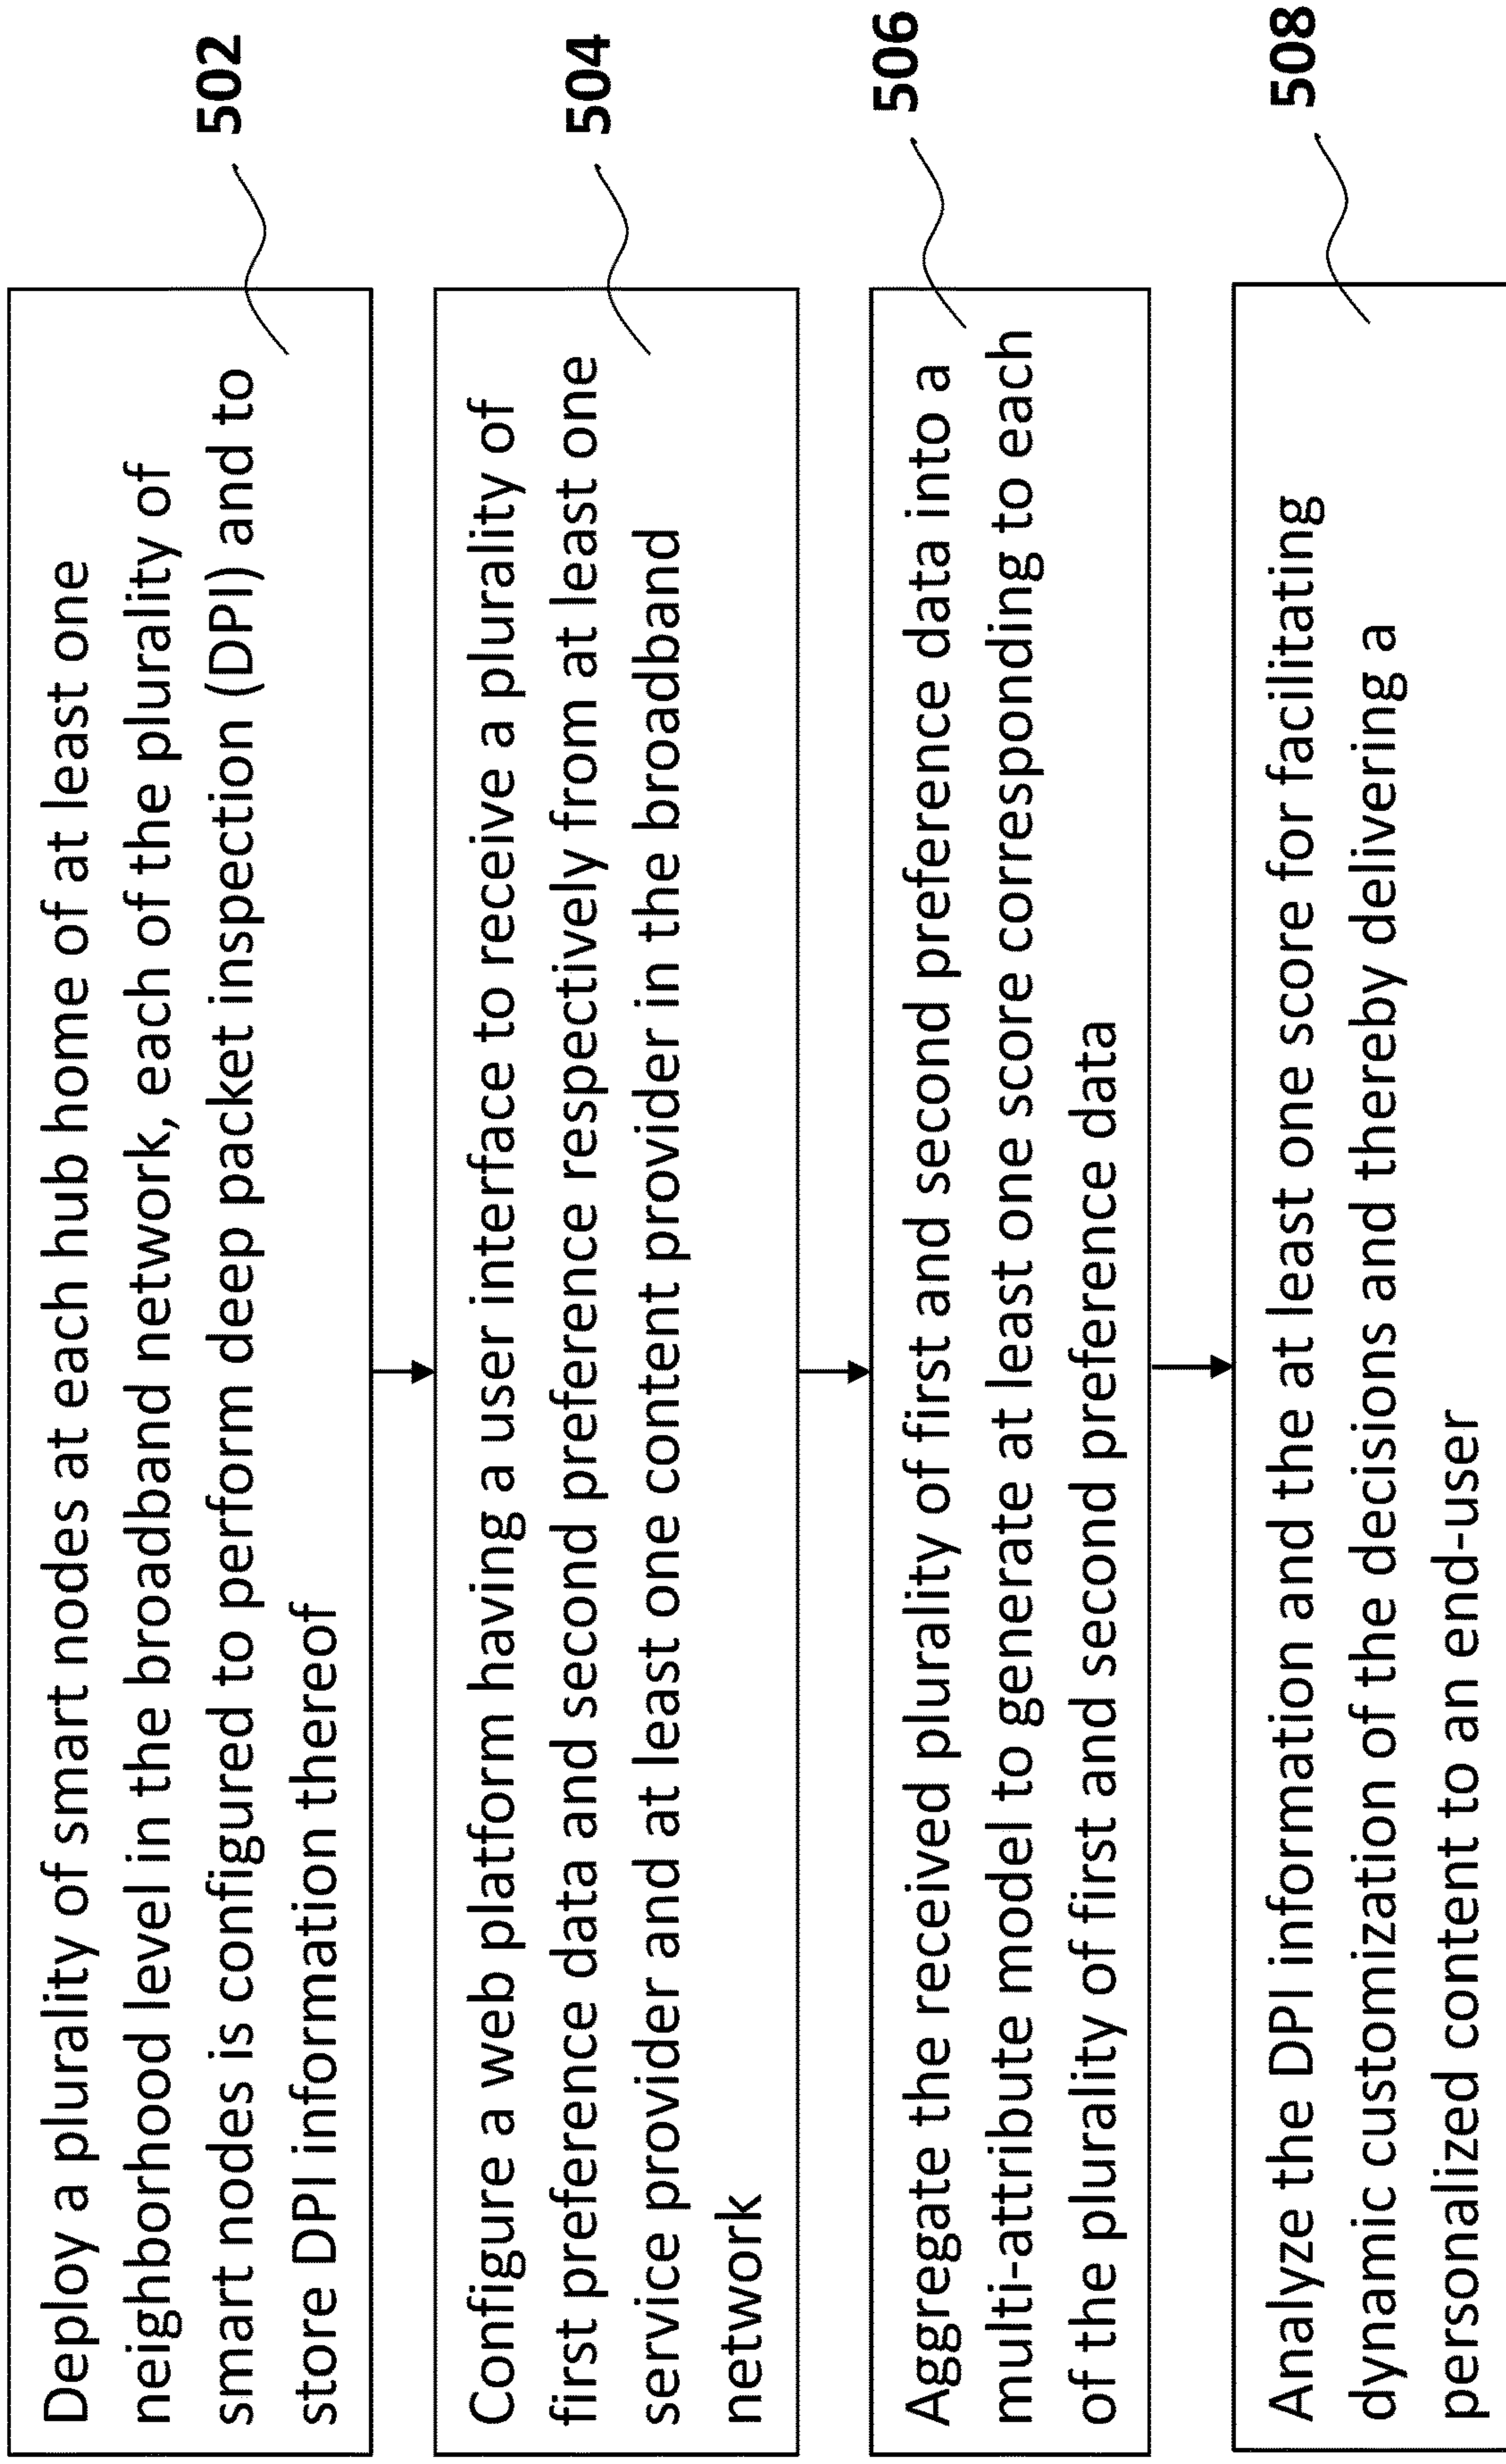 Deploy a plurality of smart nodes at each hub home of at least one
neighborhood level in the broadband network, each of the plurality of
smart nodes is configured to perform deep packet inspection (DPI) and to
store DPI information thereof
502
Configure a web platform having a user interface to receive a plurality of
first preference data and second preference respectively from at least one
service provider and at least one content provider in the broadband
network
504
Aggregate the received plurality of first and second preference data into a
multi-attribute model to generate at least one score corresponding to each
of the plurality of first and second preference data
506
Analyze the DPI information and the at least one score for facilitating
dynamic customization of the decisions and thereby delivering a
personalized content to an end-user
508